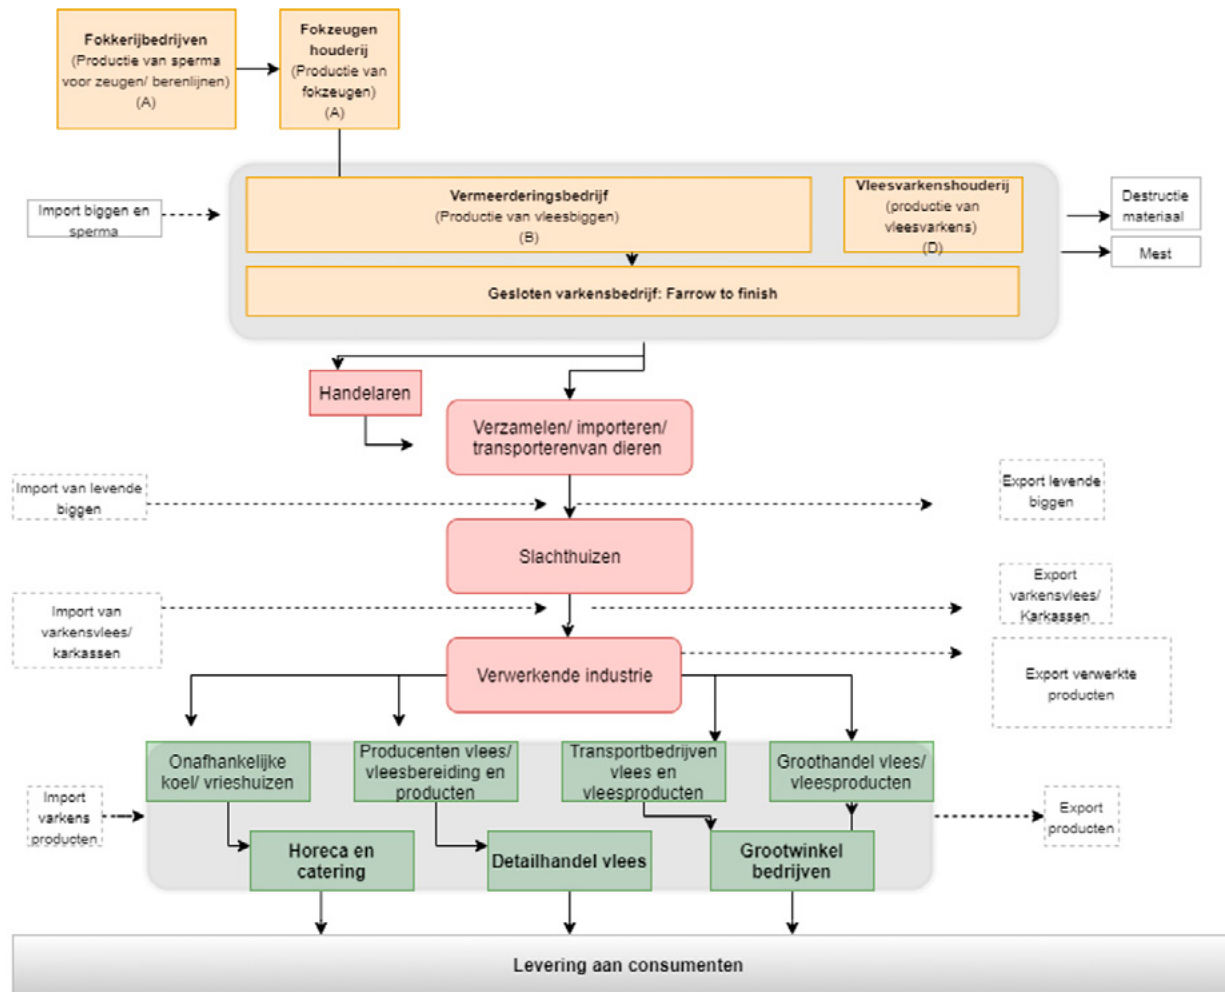 Fokkerijbedrijven
(Productie van sperma
voor zeugen/ berenlijnen)
(A)
Fokzeugen
houderij
(Productie van
fokzeugen)
(A)
Import biggen en
sperma
Vermeerderingsbedrijf
(Productie van vleesbiggen)
(B)
Vleesvarkenshouderij
(productie van
vleesvarkens)
(D)
Destructie
materiaal
Mest
Gesloten varkensbedrijf: Farrow to finish
Handelaren
Verzamelen/ importeren/
transporterenvan dieren
Import van levende
biggen
Export levende
biggen
Slachthuizen
Import van
varkensvlees/
karkassen
Export
varkensvlees/
Karkassen
Verwerkende industrie
Export verwerkte
producten
Onafhankelijke
koel/ vrieshuizen
Producenten vlees/
vleesbereiding en
producten
Transportbedrijven
vlees en
vleesproducten
Groothandel vlees/
vleesproducten
Import
varkens
producten
Export
producten
Horeca en
catering
Detailhandel vlees
Grootwinkel
bedrijven
Levering aan consumenten